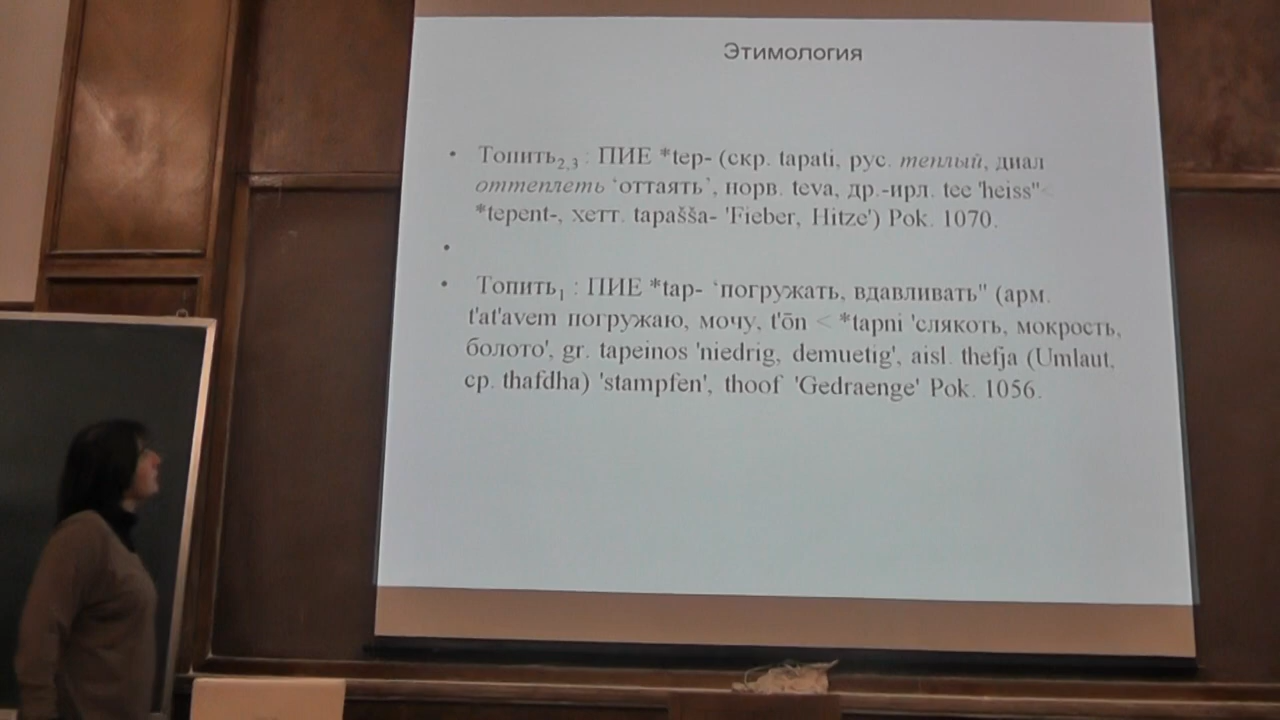 Этимология
• Топить2,3 : ПИЕ *tep- (скр. tapati, рус. теплый, диал
оттеплеть ‘оттаять’, норв. teva, др.-ирл. tee 'heiss"<
*tepent-, хетт. tapašša- 'Fieber, Hitze') Pok. 1070.
•
• Топить1 : ПИЕ *tap- ‘погружать, вдавливать" (арм.
t'at'avem погружаю, мочу, t'ōn < *tapni 'слякоть, мокрость,
болото', gr. tapeinos 'niedrig, demuetig', aisl. thefja (Umlaut,
ср. thafdha) 'stampfen', thoof 'Gedraenge' Pok. 1056.